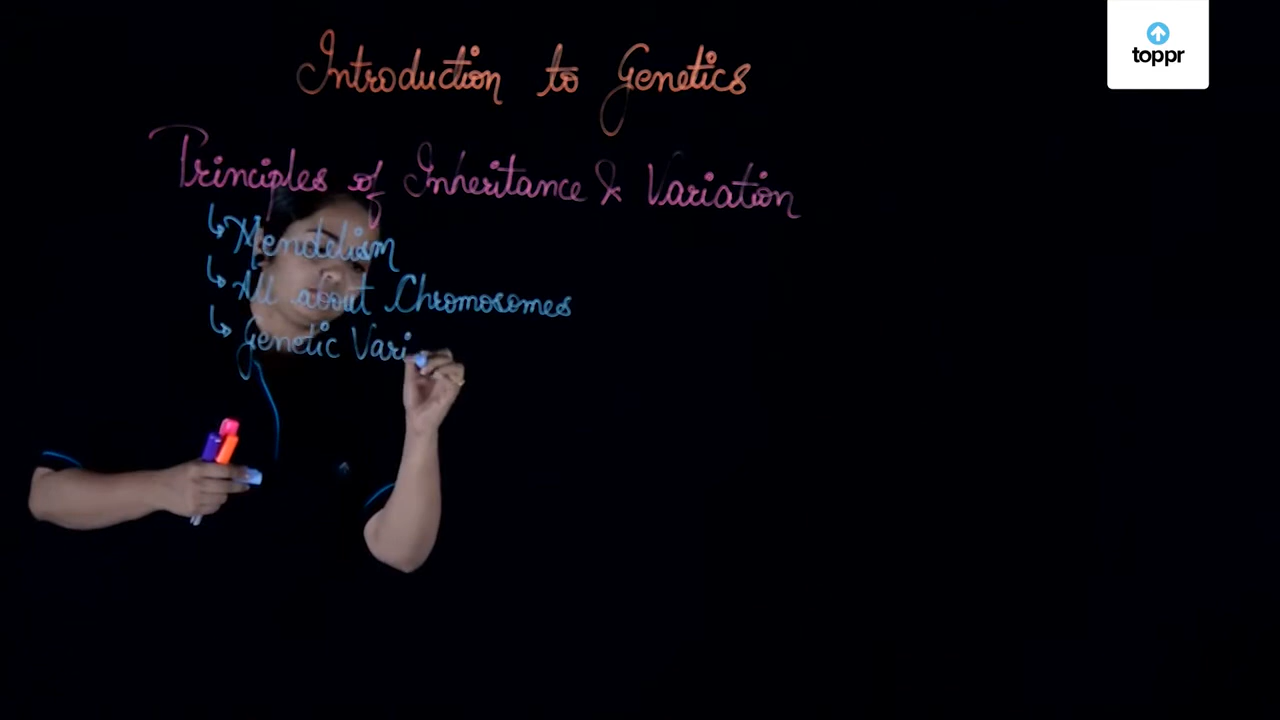 Introduction to Genetics
toppr
Principles of Inheritance & Variation
↳ Mendelism
↳ All about Chromosomes
↳ Genetic Vari